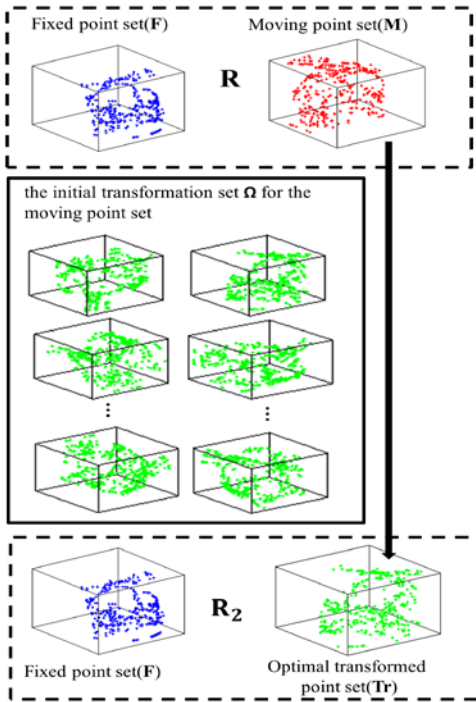 Fixed point set(F)
Moving point set(M)
R
the initial transformation set Ω for the
moving point set
⋮
⋮
R₂
Fixed point set(F)
Optimal transformed
point set(Tr)